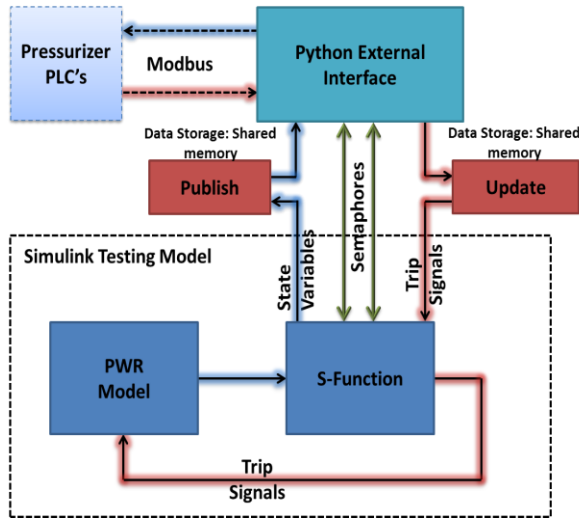 Pressurizer
PLC's
Modbus
Python External
Interface
Data Storage: Shared
memory
Data Storage: Shared
memory
Publish
Update
Simulink Testing Model
State
Variables
Semaphores
Trip
Signals
PWR
Model
S-Function
Trip
Signals